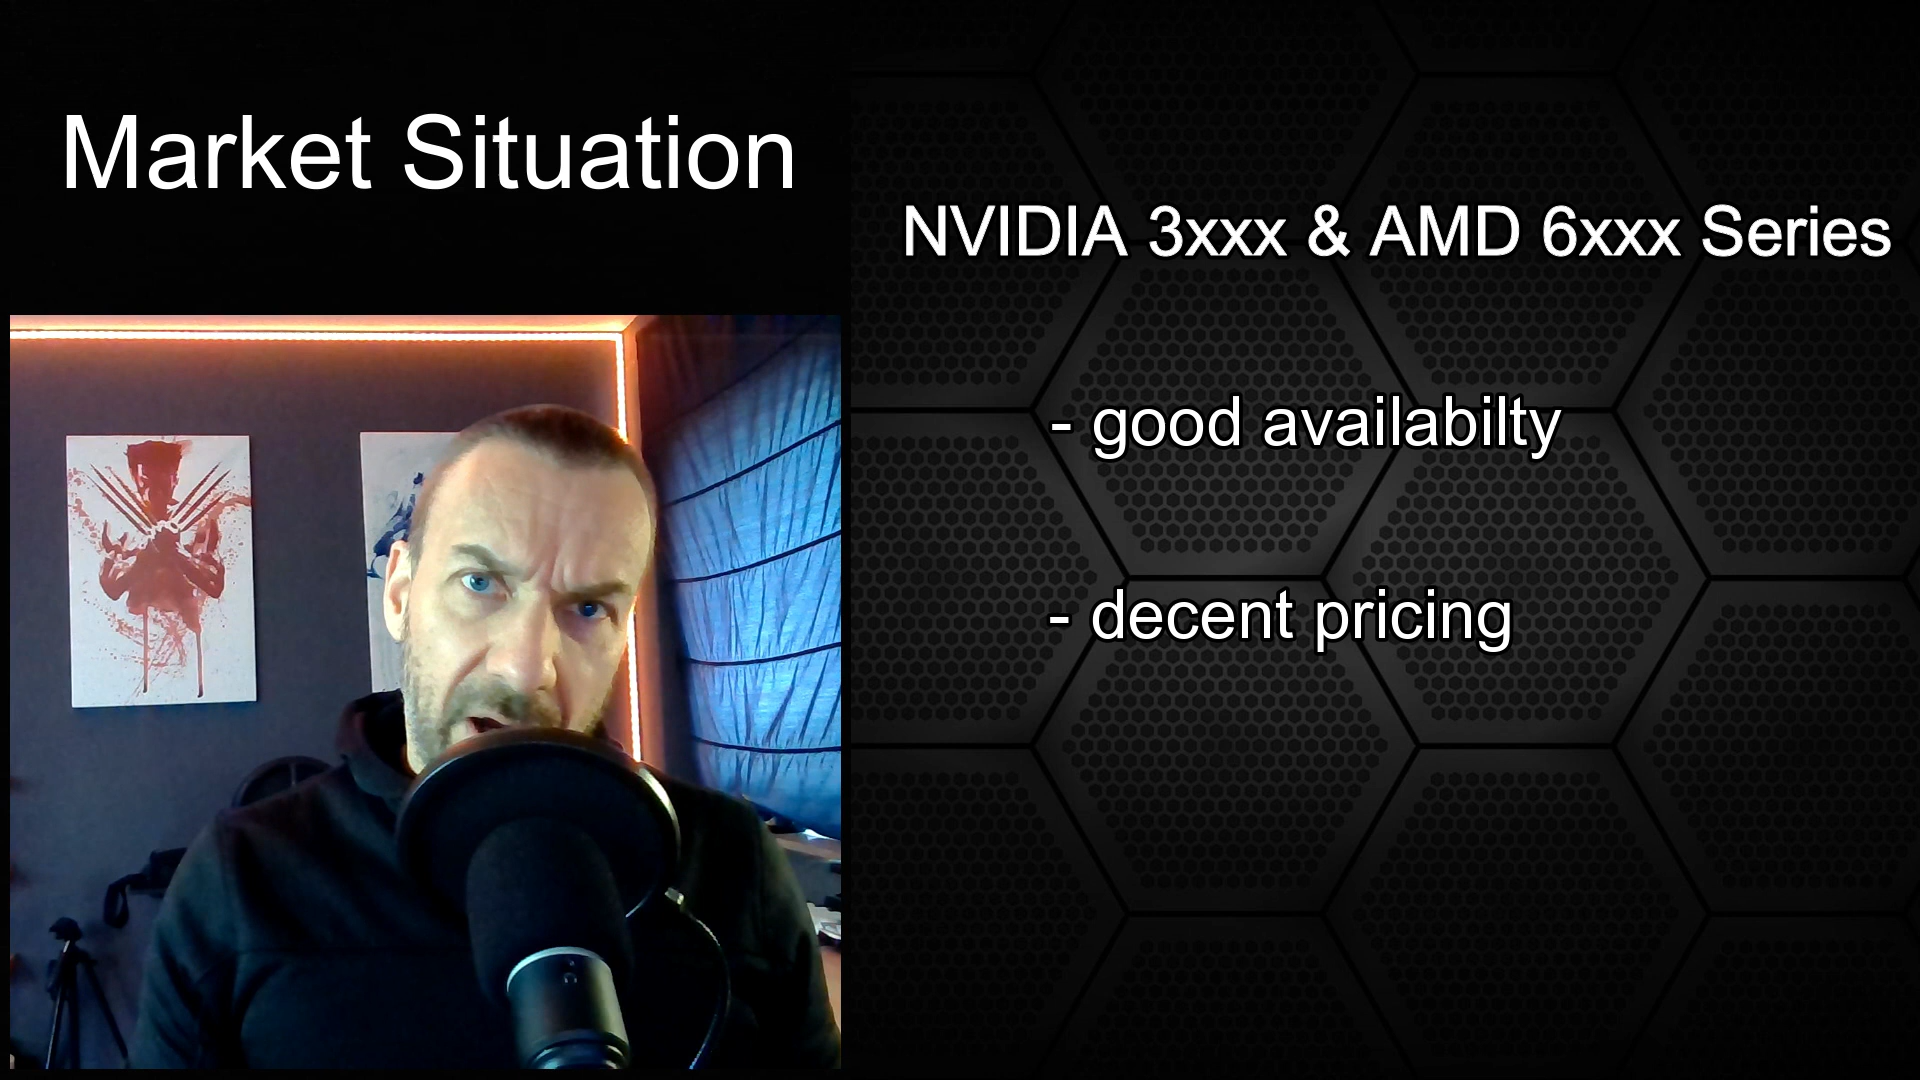 Market Situation
NVIDIA 3xxx & AMD 6xxx Series
- good availabilty
- decent pricing